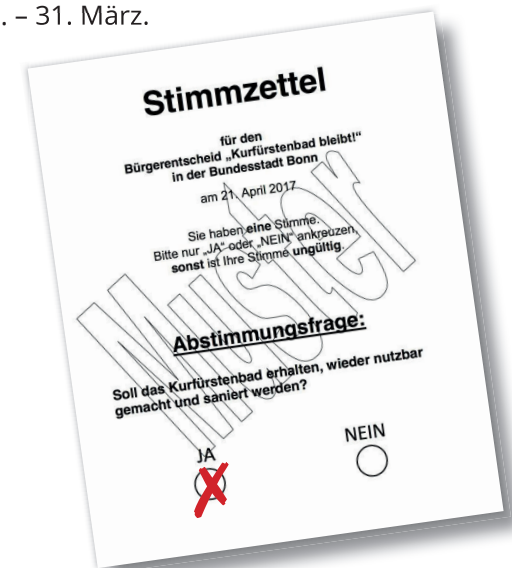 . – 31. März.
Stimmzettel
für den
Bürgerentscheid „Kurfürstenbad bleibt!“
in der Bundesstadt Bonn
am 21. April 2017
Sie haben eine Stimme.
Bitte nur „JA“ oder „NEIN“ ankreuzen,
sonst ist Ihre Stimme ungültig.
Muster
Abstimmungsfrage:
Soll das Kurfürstenbad erhalten, wieder nutzbar
gemacht und saniert werden?
JA
NEIN